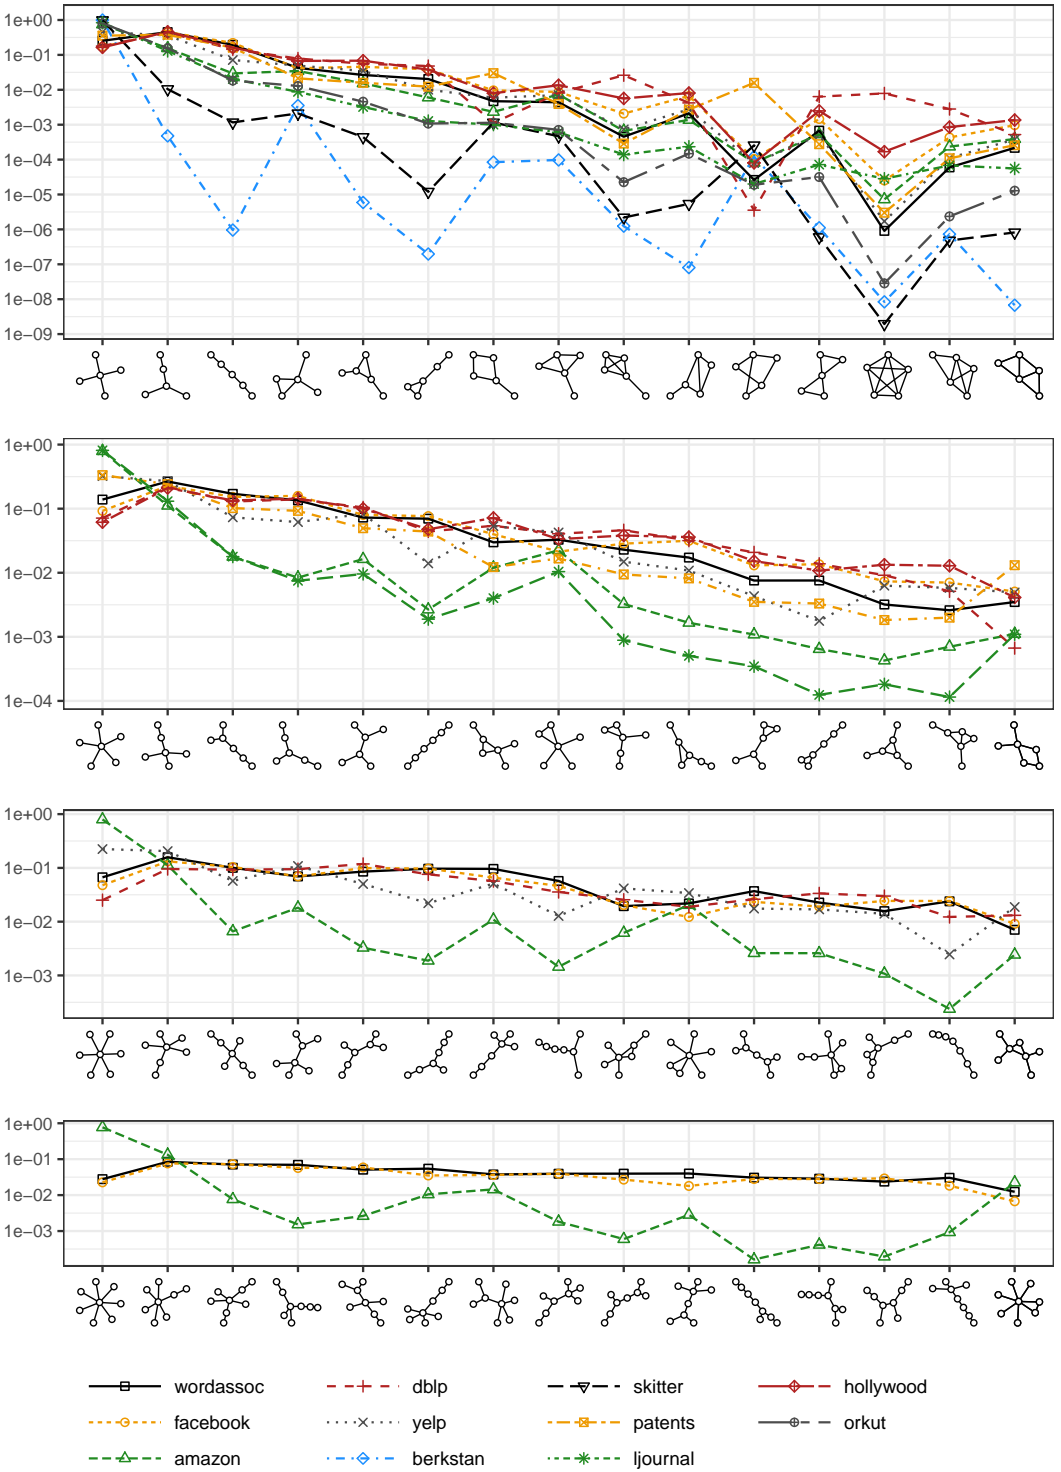 1e+00
1e−01
1e−02
1e−03
1e−04
1e−05
1e−06
1e−07
1e−08
1e−09
1e+00
1e−01
1e−02
1e−03
1e−04
1e+00
1e−01
1e−02
1e−03
1e+00
1e−01
1e−02
1e−03
wordassoc dblp skitter hollywood
facebook yelp patents orkut
amazon berkstan ljournal